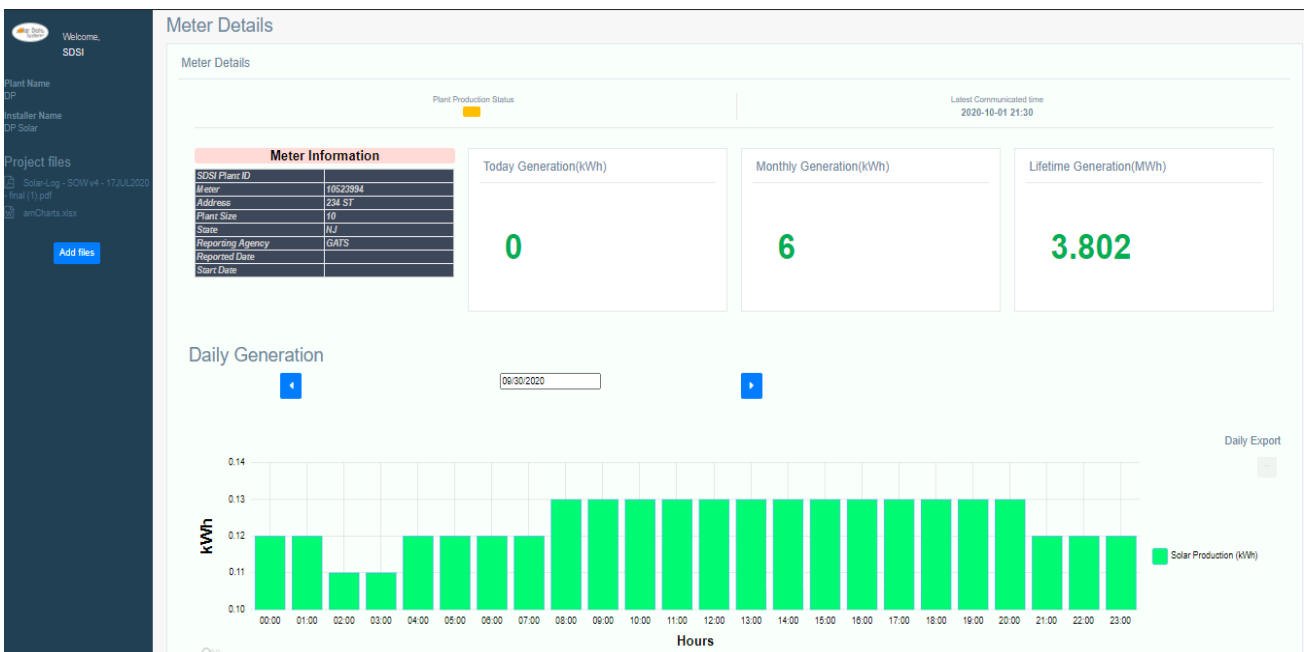 Welcome,
SDSI
Plant Name
DP
Installer Name
DP Solar
Project files
Solar-Log - SOW v4 - 17JUL2020
- final (1).pdf
amCharts.xlsx
Add files
Meter Details
Meter Details
Plant Production Status
Latest Communicated time
2020-10-01 21:30
Meter Information
SDSI Plant ID
Meter 10523994
Address 234 ST
Plant Size 10
State NJ
Reporting Agency GATS
Reported Date
Start Date
Today Generation(kWh)
0
Monthly Generation(kWh)
6
Lifetime Generation(MWh)
3.802
Daily Generation
09/30/2020
Daily Export
0.14
0.13
0.12
0.11
0.10
kWh
00:00 01:00 02:00 03:00 04:00 05:00 06:00 07:00 08:00 09:00 10:00 11:00 12:00 13:00 14:00 15:00 16:00 17:00 18:00 19:00 20:00 21:00 22:00 23:00
Hours
Solar Production (kWh)